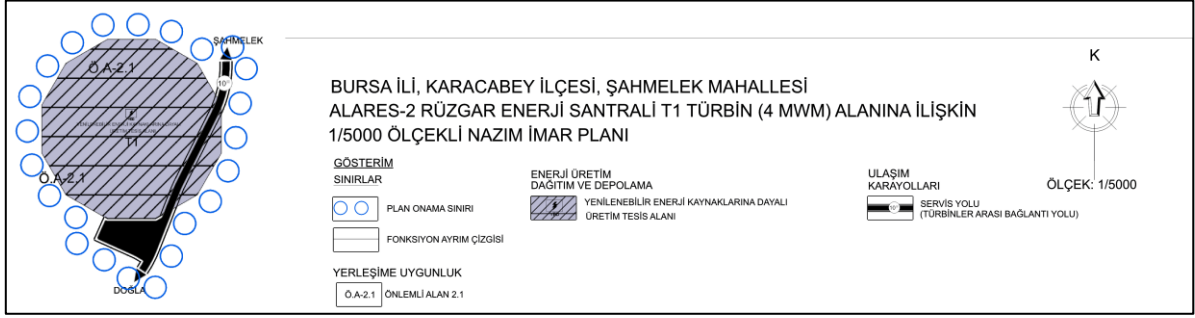 ŞAHMELEK
Ö.A-2.1
10
T1
Ö.A-2.1
DOĞLA
BURSA İLİ, KARACABEY İLÇESİ, ŞAHMELEK MAHALLESİ
ALARES-2 RÜZGAR ENERJİ SANTRALİ T1 TÜRBİN (4 MWM) ALANINA İLİŞKİN
1/5000 ÖLÇEKLİ NAZIM İMAR PLANI
GÖSTERİM
SINIRLAR
PLAN ONAMA SINIRI
FONKSİYON AYRIM ÇİZGİSİ
YERLEŞİME UYGUNLUK
Ö.A-2.1 ÖNLEMLİ ALAN 2.1
ENERJİ ÜRETİM
DAĞITIM VE DEPOLAMA
YENİLENEBİLİR ENERJİ KAYNAKLARINA DAYALI
ÜRETİM TESİS ALANI
ULAŞIM
KARAYOLLARI
10
SERVİS YOLU
(TÜRBİNLER ARASI BAĞLANTI YOLU)
K
ÖLÇEK: 1/5000